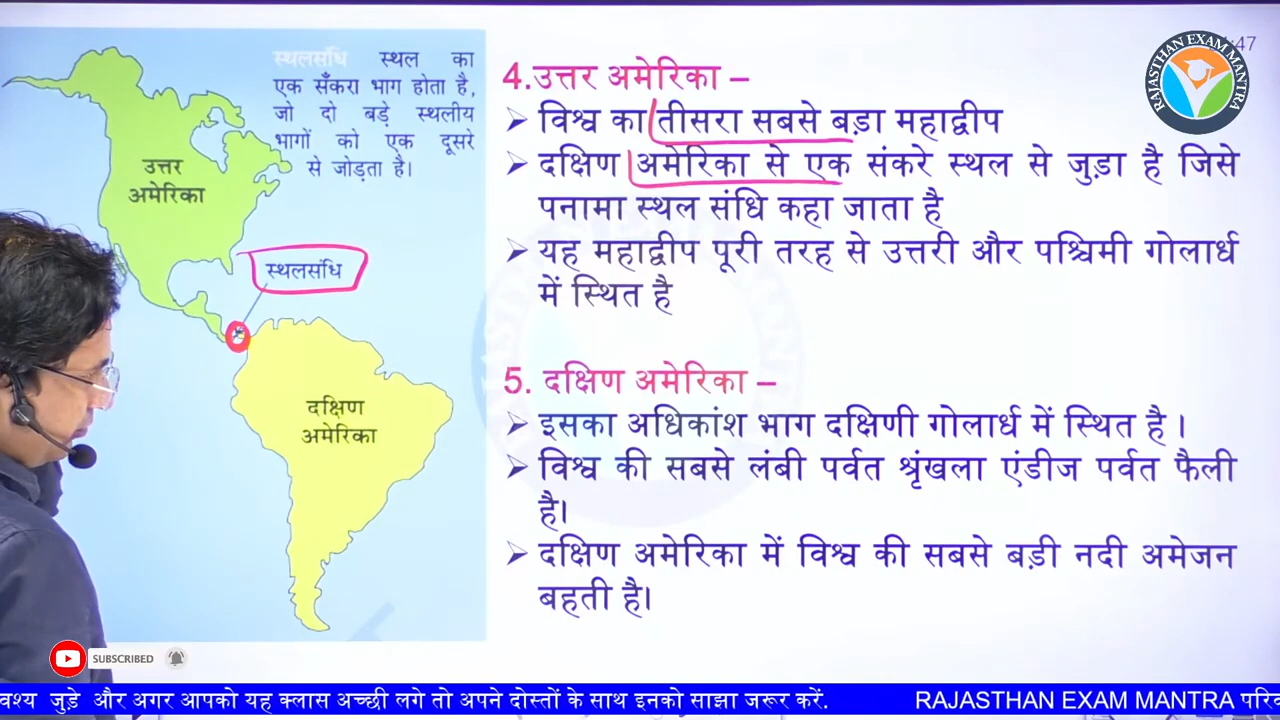 स्थलसंधि स्थल का
एक सँकरा भाग होता है,
जो दो बड़े स्थलीय
भागों को एक दूसरे
से जोड़ता है।
उत्तर
अमेरिका
स्थलसंधि
दक्षिण
अमेरिका
4.उत्तर अमेरिका –
➢ विश्व का तीसरा सबसे बड़ा महाद्वीप
➢ दक्षिण अमेरिका से एक संकरे स्थल से जुड़ा है जिसे
पनामा स्थल संधि कहा जाता है
➢ यह महाद्वीप पूरी तरह से उत्तरी और पश्चिमी गोलार्ध
में स्थित है
5. दक्षिण अमेरिका –
➢ इसका अधिकांश भाग दक्षिणी गोलार्ध में स्थित है ।
➢ विश्व की सबसे लंबी पर्वत श्रृंखला एंडीज पर्वत फैली
है।
➢ दक्षिण अमेरिका में विश्व की सबसे बड़ी नदी अमेजन
बहती है।
RAJASTHAN EXAM MANTRA
:47
SUBSCRIBED
वश्य जुड़े और अगर आपको यह क्लास अच्छी लगे तो अपने दोस्तों के साथ इनको साझा जरूर करें. RAJASTHAN EXAM MANTRA परि